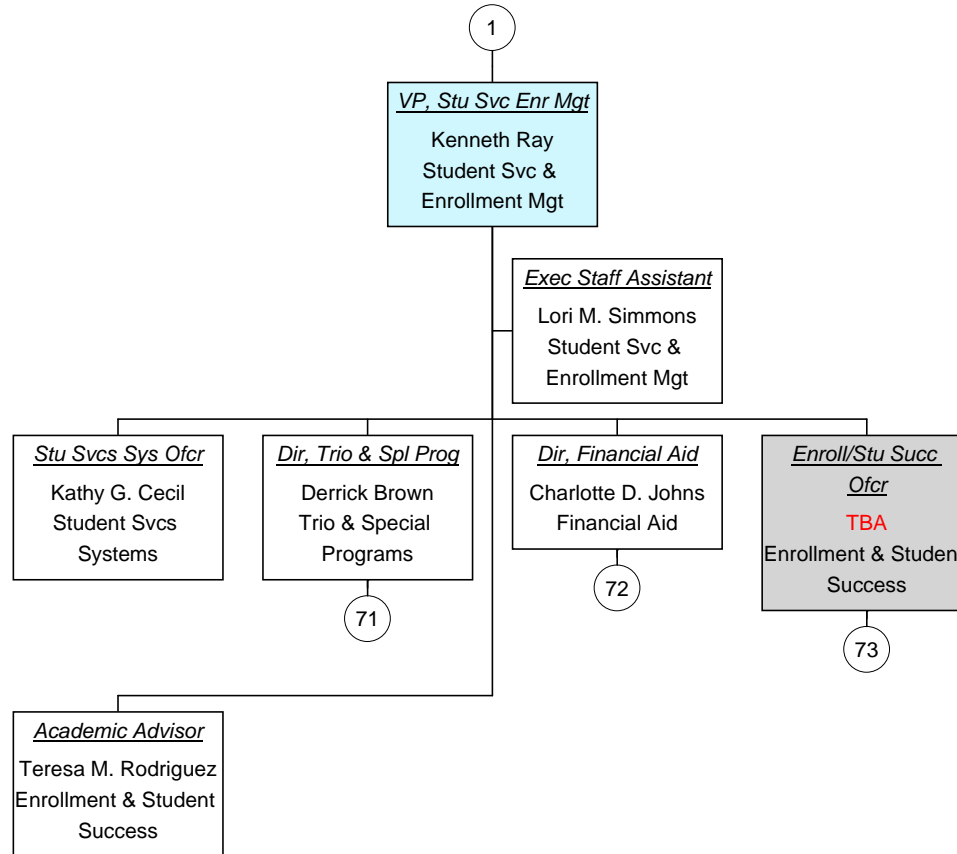 1
VP, Stu Svc Enr Mgt
Kenneth Ray
Student Svc &
Enrollment Mgt
Exec Staff Assistant
Lori M. Simmons
Student Svc &
Enrollment Mgt
Stu Svcs Sys Ofcr
Kathy G. Cecil
Student Svcs
Systems
Dir, Trio & Spl Prog
Derrick Brown
Trio & Special
Programs
71
Dir, Financial Aid
Charlotte D. Johns
Financial Aid
72
Enroll/Stu Succ
Ofcr
TBA
Enrollment & Studen
Success
73
Academic Advisor
Teresa M. Rodriguez
Enrollment & Student
Success